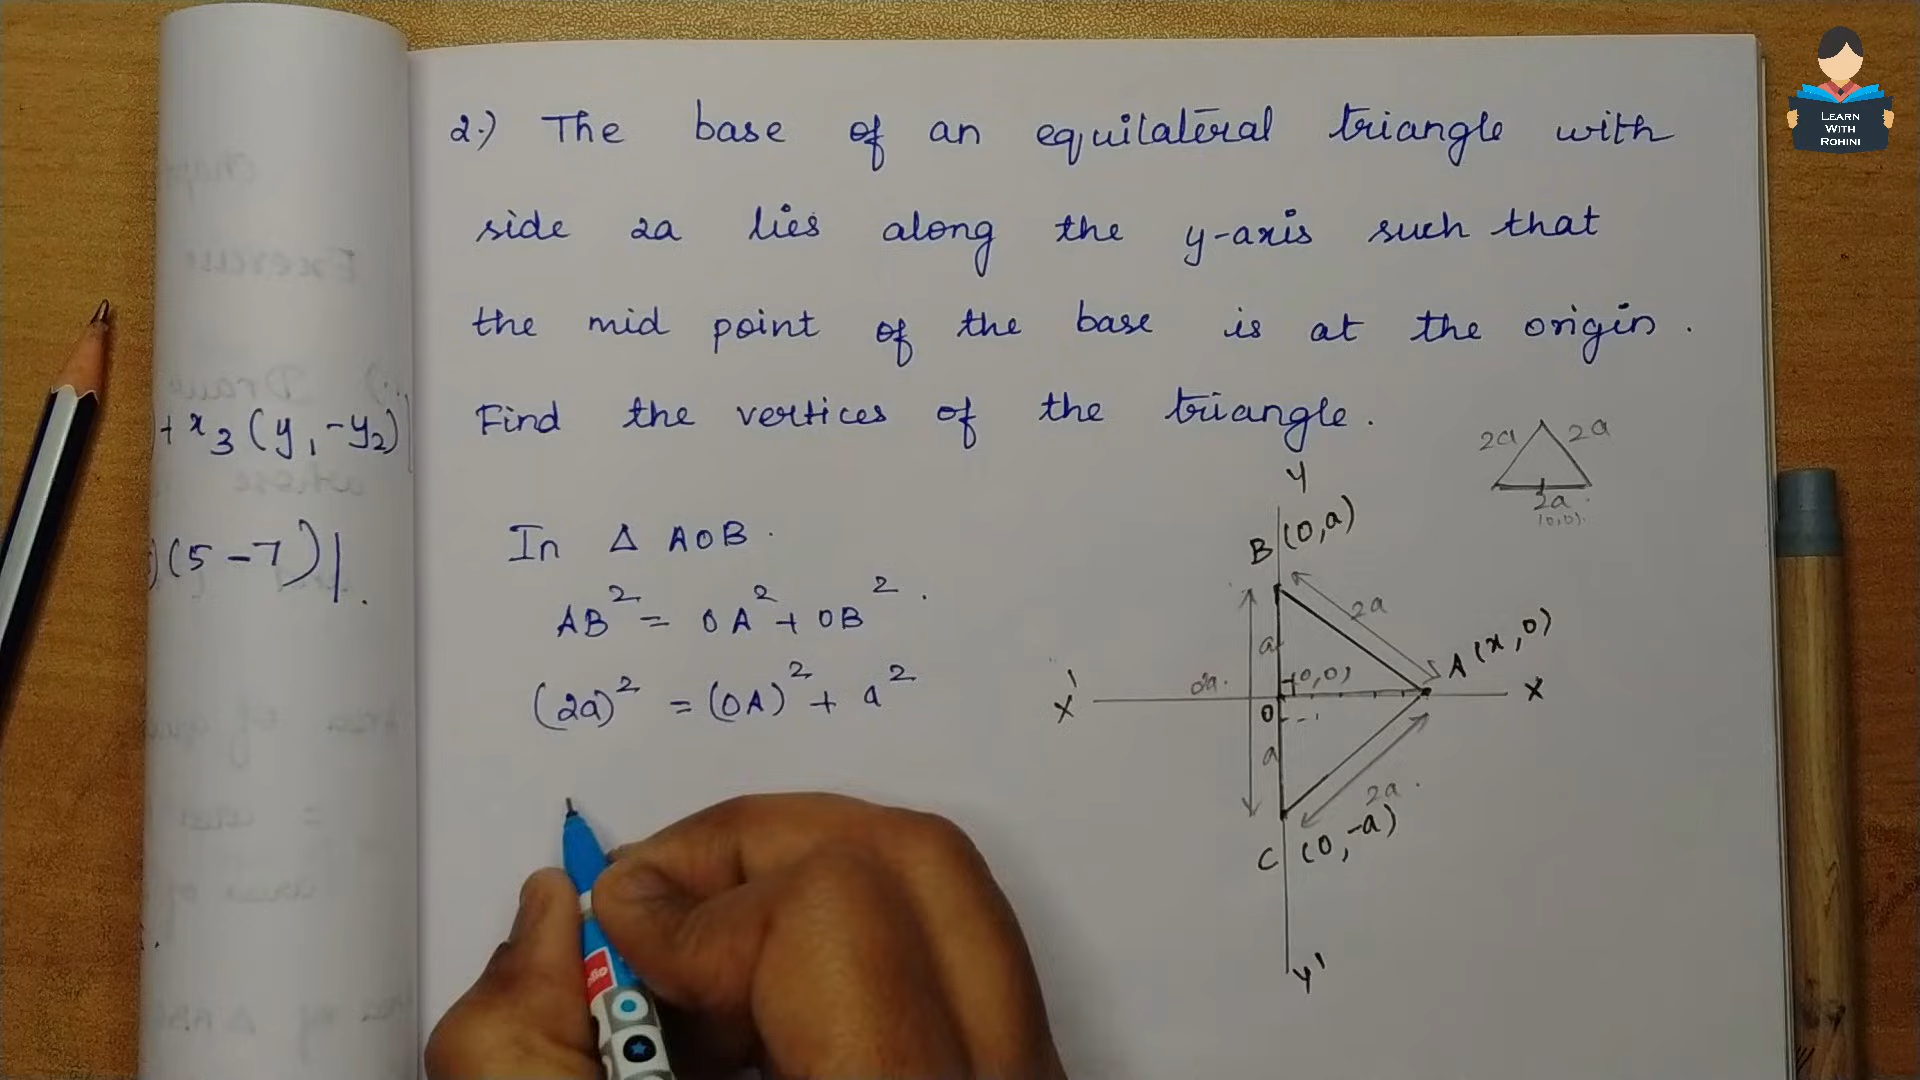 2.) The base of an equilateral triangle with
side 2a lies along the y-axis such that
the mid point of the base is at the origin.
Find the vertices of the triangle.
In Δ AOB.
AB² = OA² + OB².
(2a)² = (OA)² + a²
2a 2a
2a
(0,0).
Y
B (0,a)
2a
a
A (x,0)
2a.
(0,0)
X'
O
X
a
2a.
C (0,-a)
Y'
+ x₃ (y₁ - y₂)|
)(5 - 7)|.
LEARN
WITH
ROHINI